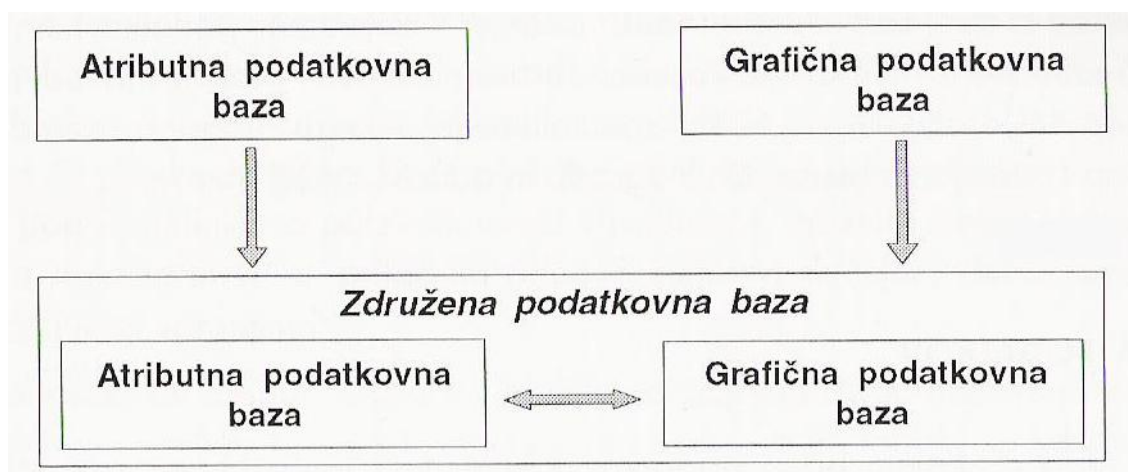 Atributna podatkovna
baza
Grafična podatkovna
baza
Združena podatkovna baza
Atributna podatkovna
baza
Grafična podatkovna
baza